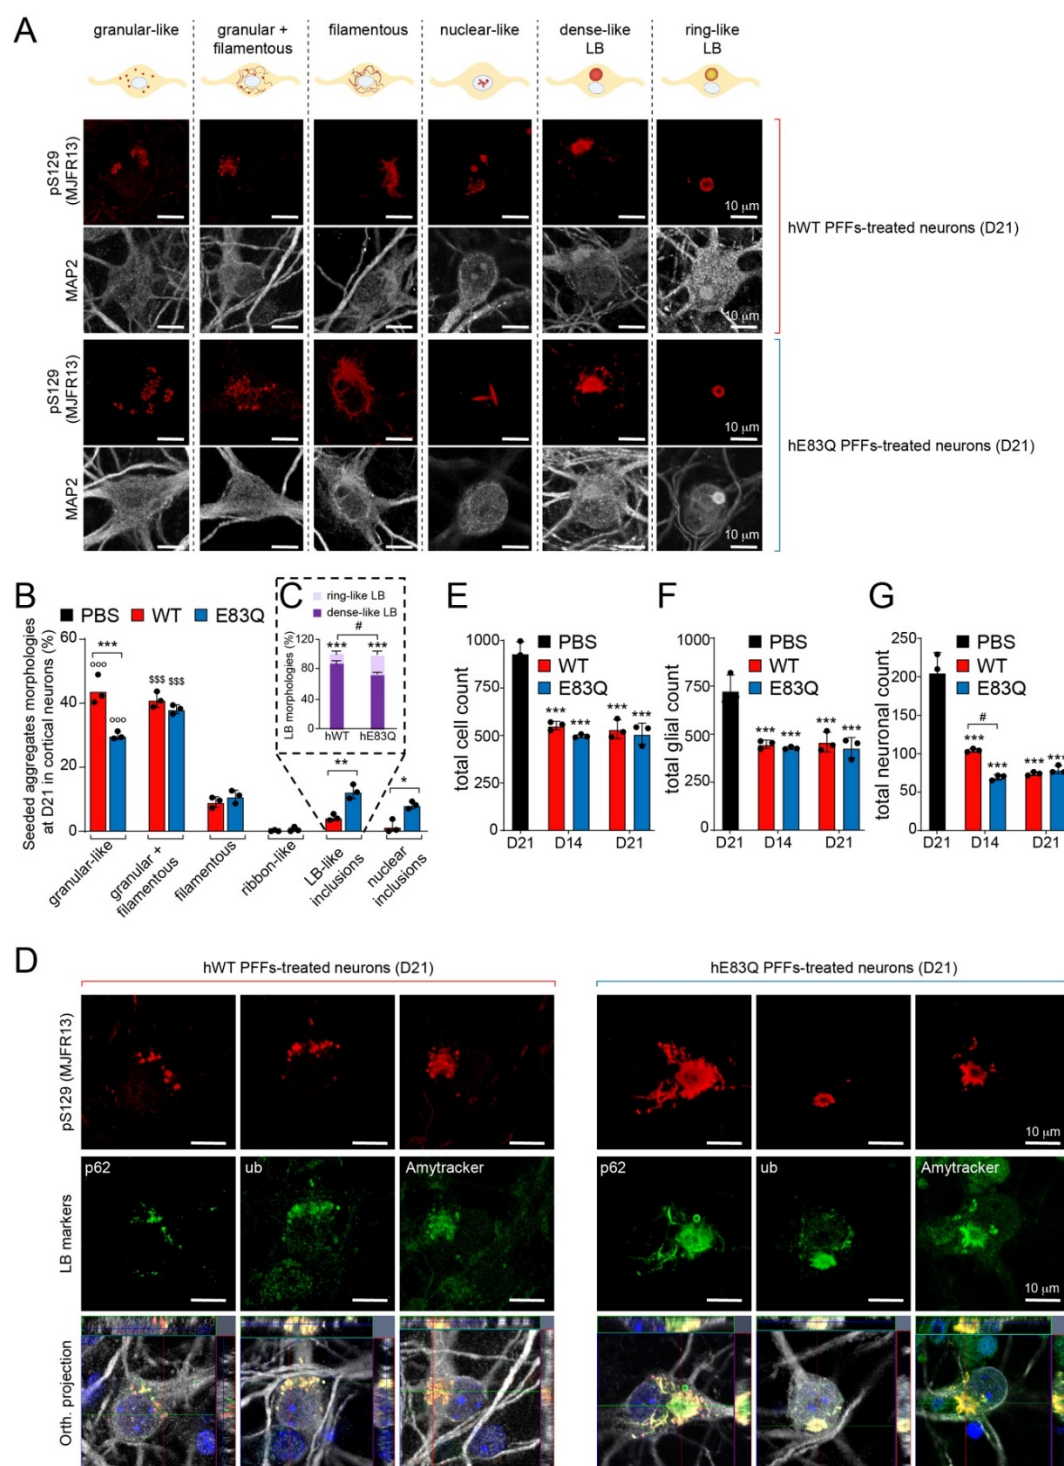 A
granular-like
granular +
filamentous
filamentous
nuclear-like
dense-like
LB
ring-like
LB
pS129
(MJFR13)
10 µm
MAP2
10 µm
hWT PFFs-treated neurons (D21)
pS129
(MJFR13)
10 µm
MAP2
10 µm
hE83Q PFFs-treated neurons (D21)
B
PBS WT E83Q
Seeded aggregates morphologies
at D21 in cortical neurons (%)
60
40
20
0
***
ooo
ooo
$$$ $$$
**
*
granular-like
granular +
filamentous
filamentous
ribbon-like
LB-like
inclusions
nuclear
inclusions
C
ring-like LB
dense-like LB
LB morphologies (%)
120
80
40
0
#
*** ***
hWT hE83Q
E
PBS
WT
E83Q
total cell count
1000
750
500
250
0
*** *** *** ***
D21 D14 D21
F
PBS
WT
E83Q
total glial count
1000
750
500
250
0
*** *** *** ***
D21 D14 D21
G
PBS
WT
E83Q
total neuronal count
250
200
150
100
50
0
#
*** *** *** ***
D21 D14 D21
D
hWT PFFs-treated neurons (D21)
hE83Q PFFs-treated neurons (D21)
pS129 (MJFR13)
10 µm
LB markers
p62 ub Amytracker
p62 ub Amytracker
10 µm
Orth. projection